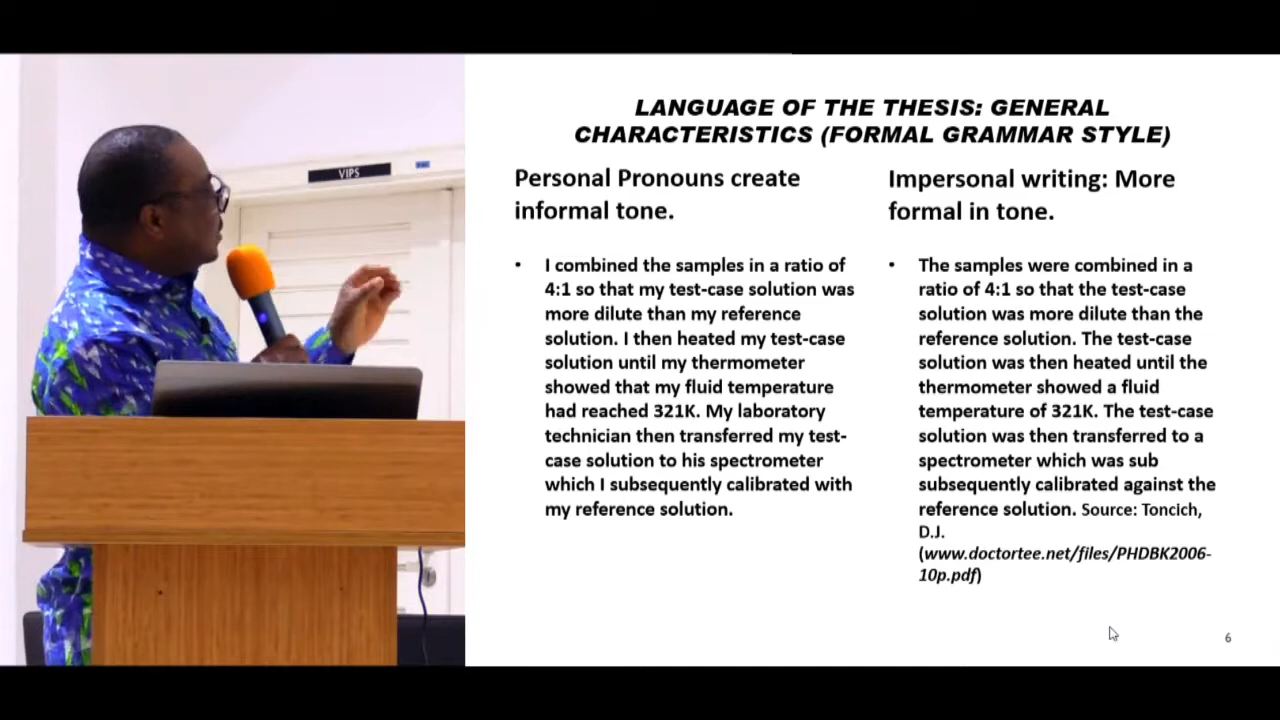 VIPS
LANGUAGE OF THE THESIS: GENERAL
CHARACTERISTICS (FORMAL GRAMMAR STYLE)
Personal Pronouns create
informal tone.
• I combined the samples in a ratio of
4:1 so that my test-case solution was
more dilute than my reference
solution. I then heated my test-case
solution until my thermometer
showed that my fluid temperature
had reached 321K. My laboratory
technician then transferred my test-
case solution to his spectrometer
which I subsequently calibrated with
my reference solution.
Impersonal writing: More
formal in tone.
• The samples were combined in a
ratio of 4:1 so that the test-case
solution was more dilute than the
reference solution. The test-case
solution was then heated until the
thermometer showed a fluid
temperature of 321K. The test-case
solution was then transferred to a
spectrometer which was sub
subsequently calibrated against the
reference solution. Source: Toncich,
D.J.
(www.doctortee.net/files/PHDBK2006-
10p.pdf)
6